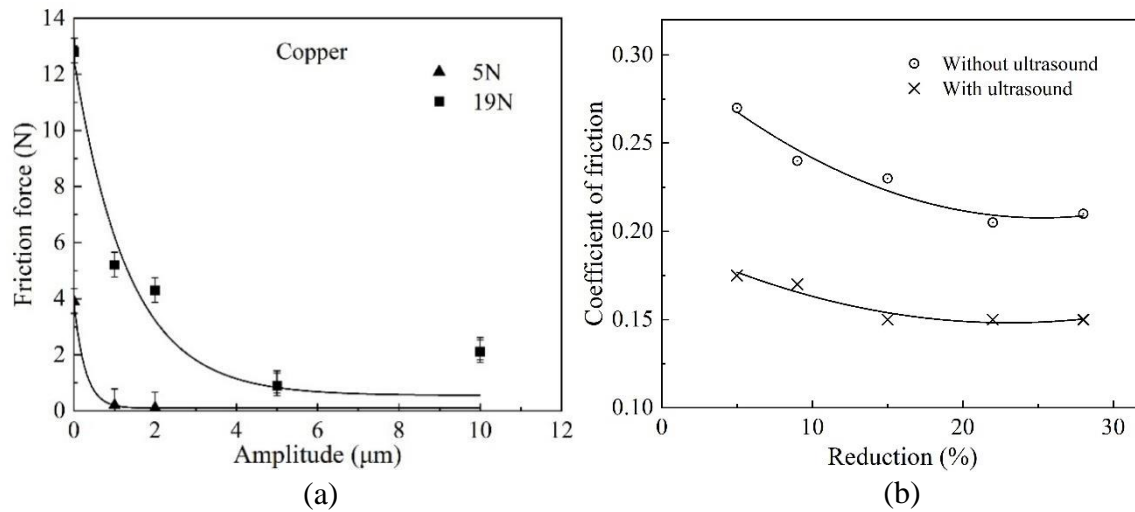 Copper
5N
19N
Friction force (N)
14
12
10
8
6
4
2
0
0 2 4 6 8 10 12
Amplitude (μm)
(a)
Without ultrasound
With ultrasound
Coefficient of friction
0.30
0.25
0.20
0.15
0.10
0 10 20 30
Reduction (%)
(b)